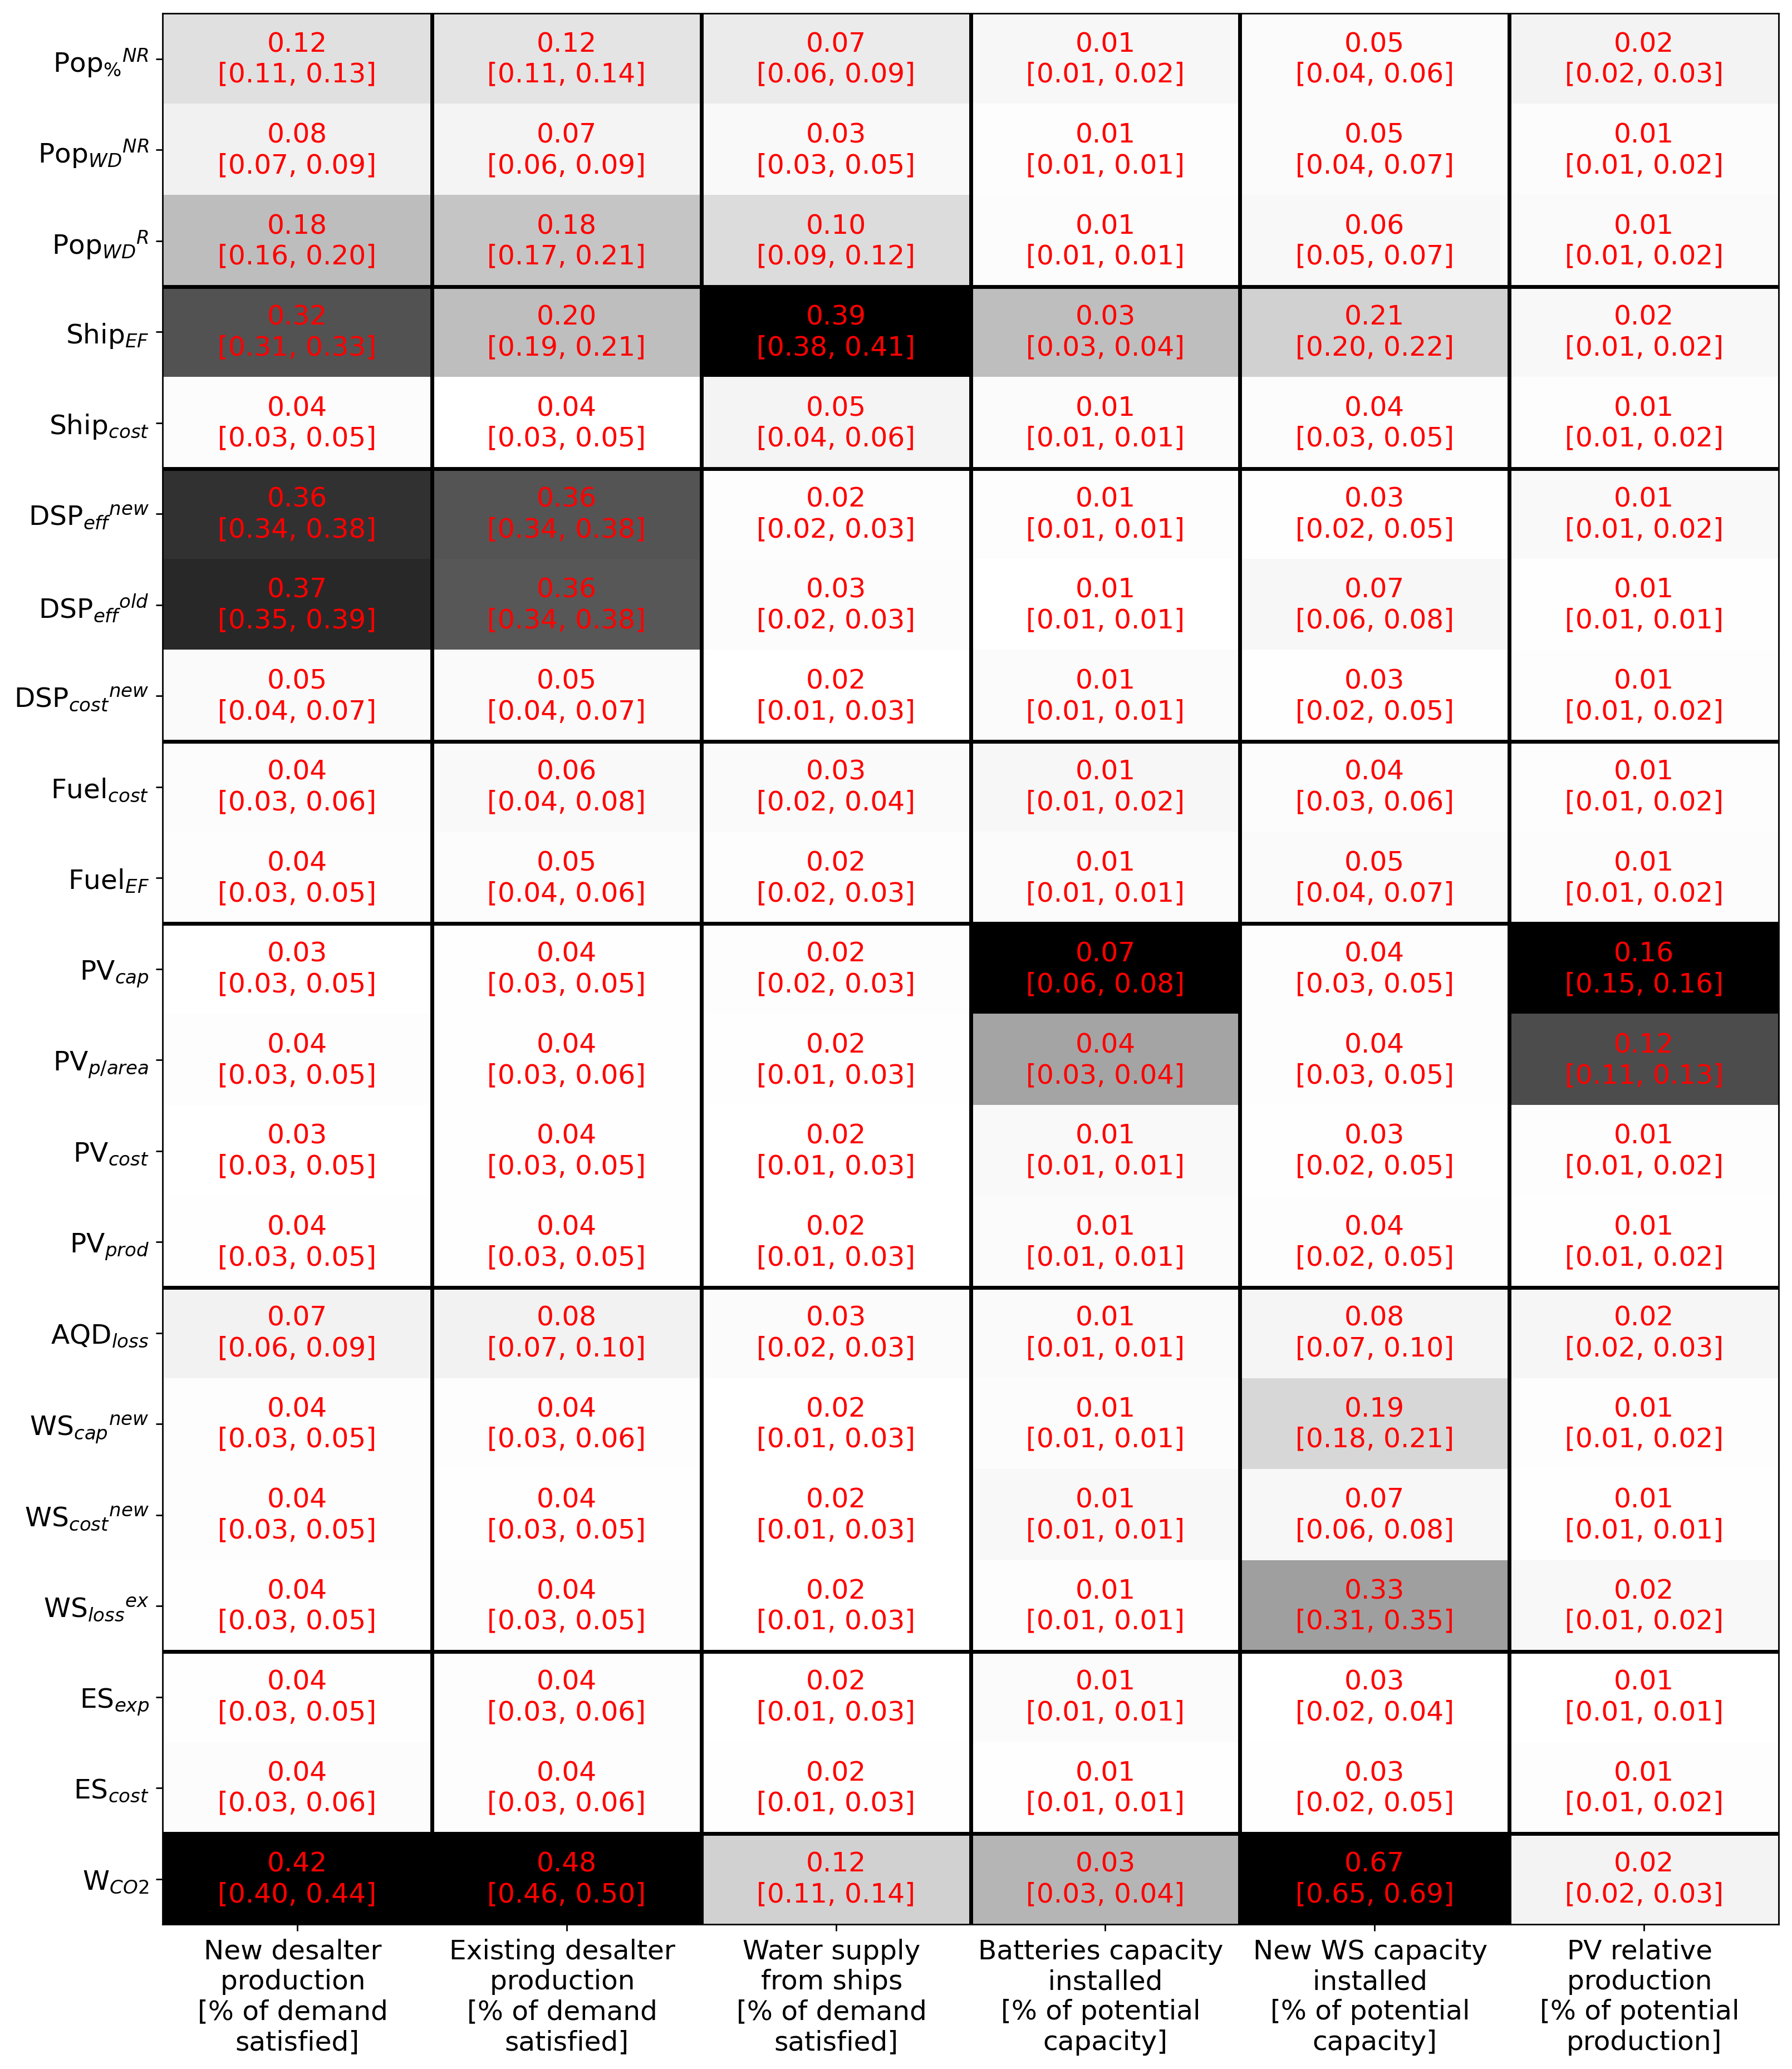 Pop%^NR 0.12 0.12 0.07 0.01 0.05 0.02
[0.11, 0.13] [0.11, 0.14] [0.06, 0.09] [0.01, 0.02] [0.04, 0.06] [0.02, 0.03]
PopWD^NR 0.08 0.07 0.03 0.01 0.05 0.01
[0.07, 0.09] [0.06, 0.09] [0.03, 0.05] [0.01, 0.01] [0.04, 0.07] [0.01, 0.02]
PopWD^R 0.18 0.18 0.10 0.01 0.06 0.01
[0.16, 0.20] [0.17, 0.21] [0.09, 0.12] [0.01, 0.01] [0.05, 0.07] [0.01, 0.02]
ShipEF 0.32 0.20 0.39 0.03 0.21 0.02
[0.31, 0.33] [0.19, 0.21] [0.38, 0.41] [0.03, 0.04] [0.20, 0.22] [0.01, 0.02]
Shipcost 0.04 0.04 0.05 0.01 0.04 0.01
[0.03, 0.05] [0.03, 0.05] [0.04, 0.06] [0.01, 0.01] [0.03, 0.05] [0.01, 0.02]
DSPeff^new 0.36 0.36 0.02 0.01 0.03 0.01
[0.34, 0.38] [0.34, 0.38] [0.02, 0.03] [0.01, 0.01] [0.02, 0.05] [0.01, 0.02]
DSPeff^old 0.37 0.36 0.03 0.01 0.07 0.01
[0.35, 0.39] [0.34, 0.38] [0.02, 0.03] [0.01, 0.01] [0.06, 0.08] [0.01, 0.01]
DSPcost^new 0.05 0.05 0.02 0.01 0.03 0.01
[0.04, 0.07] [0.04, 0.07] [0.01, 0.03] [0.01, 0.01] [0.02, 0.05] [0.01, 0.02]
Fuelcost 0.04 0.06 0.03 0.01 0.04 0.01
[0.03, 0.06] [0.04, 0.08] [0.02, 0.04] [0.01, 0.02] [0.03, 0.06] [0.01, 0.02]
FuelEF 0.04 0.05 0.02 0.01 0.05 0.01
[0.03, 0.05] [0.04, 0.06] [0.02, 0.03] [0.01, 0.01] [0.04, 0.07] [0.01, 0.02]
PVcap 0.03 0.04 0.02 0.07 0.04 0.16
[0.03, 0.05] [0.03, 0.05] [0.02, 0.03] [0.06, 0.08] [0.03, 0.05] [0.15, 0.16]
PVp/area 0.04 0.04 0.02 0.04 0.04 0.12
[0.03, 0.05] [0.03, 0.06] [0.01, 0.03] [0.03, 0.04] [0.03, 0.05] [0.11, 0.13]
PVcost 0.03 0.04 0.02 0.01 0.03 0.01
[0.03, 0.05] [0.03, 0.05] [0.01, 0.03] [0.01, 0.01] [0.02, 0.05] [0.01, 0.02]
PVprod 0.04 0.04 0.02 0.01 0.04 0.01
[0.03, 0.05] [0.03, 0.05] [0.01, 0.03] [0.01, 0.01] [0.02, 0.05] [0.01, 0.02]
AQDloss 0.07 0.08 0.03 0.01 0.08 0.02
[0.06, 0.09] [0.07, 0.10] [0.02, 0.03] [0.01, 0.01] [0.07, 0.10] [0.02, 0.03]
WScap^new 0.04 0.04 0.02 0.01 0.19 0.01
[0.03, 0.05] [0.03, 0.06] [0.01, 0.03] [0.01, 0.01] [0.18, 0.21] [0.01, 0.02]
WScost^new 0.04 0.04 0.02 0.01 0.07 0.01
[0.03, 0.05] [0.03, 0.05] [0.01, 0.03] [0.01, 0.01] [0.06, 0.08] [0.01, 0.01]
WSloss^ex 0.04 0.04 0.02 0.01 0.33 0.02
[0.03, 0.05] [0.03, 0.05] [0.01, 0.03] [0.01, 0.01] [0.31, 0.35] [0.01, 0.02]
ESexp 0.04 0.04 0.02 0.01 0.03 0.01
[0.03, 0.05] [0.03, 0.06] [0.01, 0.03] [0.01, 0.01] [0.02, 0.04] [0.01, 0.01]
EScost 0.04 0.04 0.02 0.01 0.03 0.01
[0.03, 0.06] [0.03, 0.06] [0.01, 0.03] [0.01, 0.01] [0.02, 0.05] [0.01, 0.02]
WCO2 0.42 0.48 0.12 0.03 0.67 0.02
[0.40, 0.44] [0.46, 0.50] [0.11, 0.14] [0.03, 0.04] [0.65, 0.69] [0.02, 0.03]
New desalter
production
[% of demand
satisfied]
Existing desalter
production
[% of demand
satisfied]
Water supply
from ships
[% of demand
satisfied]
Batteries capacity
installed
[% of potential
capacity]
New WS capacity
installed
[% of potential
capacity]
PV relative
production
[% of potential
production]